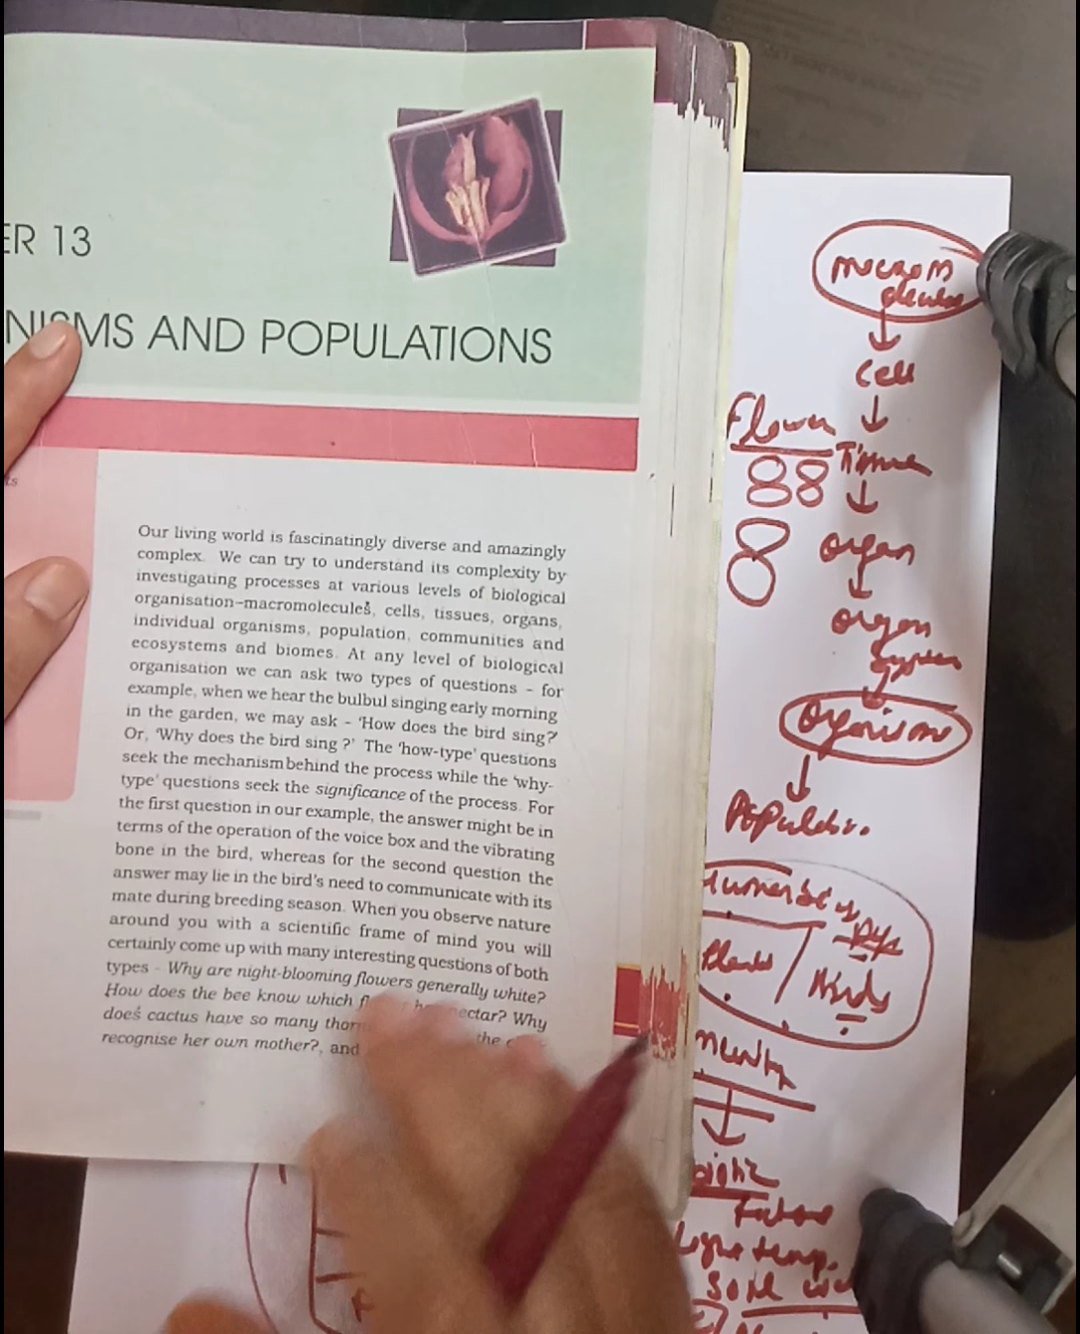 ER 13
NISMS AND POPULATIONS
ts
Our living world is fascinatingly diverse and amazingly
complex. We can try to understand its complexity by
investigating processes at various levels of biological
organisation–macromolecules, cells, tissues, organs,
individual organisms, population, communities and
ecosystems and biomes. At any level of biological
organisation we can ask two types of questions – for
example, when we hear the bulbul singing early morning
in the garden, we may ask – 'How does the bird sing?'
Or, 'Why does the bird sing ?' The 'how-type' questions
seek the mechanism behind the process while the 'why-
type' questions seek the significance of the process. For
the first question in our example, the answer might be in
terms of the operation of the voice box and the vibrating
bone in the bird, whereas for the second question the
answer may lie in the bird's need to communicate with its
mate during breeding season. When you observe nature
around you with a scientific frame of mind you will
certainly come up with many interesting questions of both
types - Why are night-blooming flowers generally white?
How does the bee know which nectar? Why
does cactus have so many the
recognise her own mother?, and
Cell
Flower
Tissue
88
8
organ
organ
system
Organism
Population
Plants
Factors
temp.